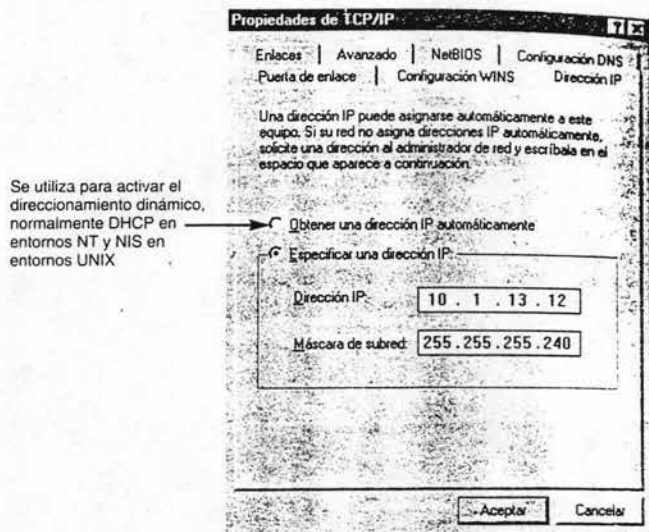 Propiedades de TCP/IP
Enlaces | Avanzado | NetBIOS | Configuración DNS
Puerta de enlace | Configuración WINS Dirección IP
Una dirección IP puede asignarse automáticamente a este
equipo. Si su red no asigna direcciones IP automáticamente,
solicite una dirección al administrador de red y escríbala en el
espacio que aparece a continuación.
Se utiliza para activar el
direccionamiento dinámico,
normalmente DHCP en
entornos NT y NIS en
entornos UNIX
Obtener una dirección IP automáticamente
Especificar una dirección IP:
Dirección IP: 10 . 1 . 13 . 12
Máscara de subred: 255.255.255.240
Aceptar Cancelar